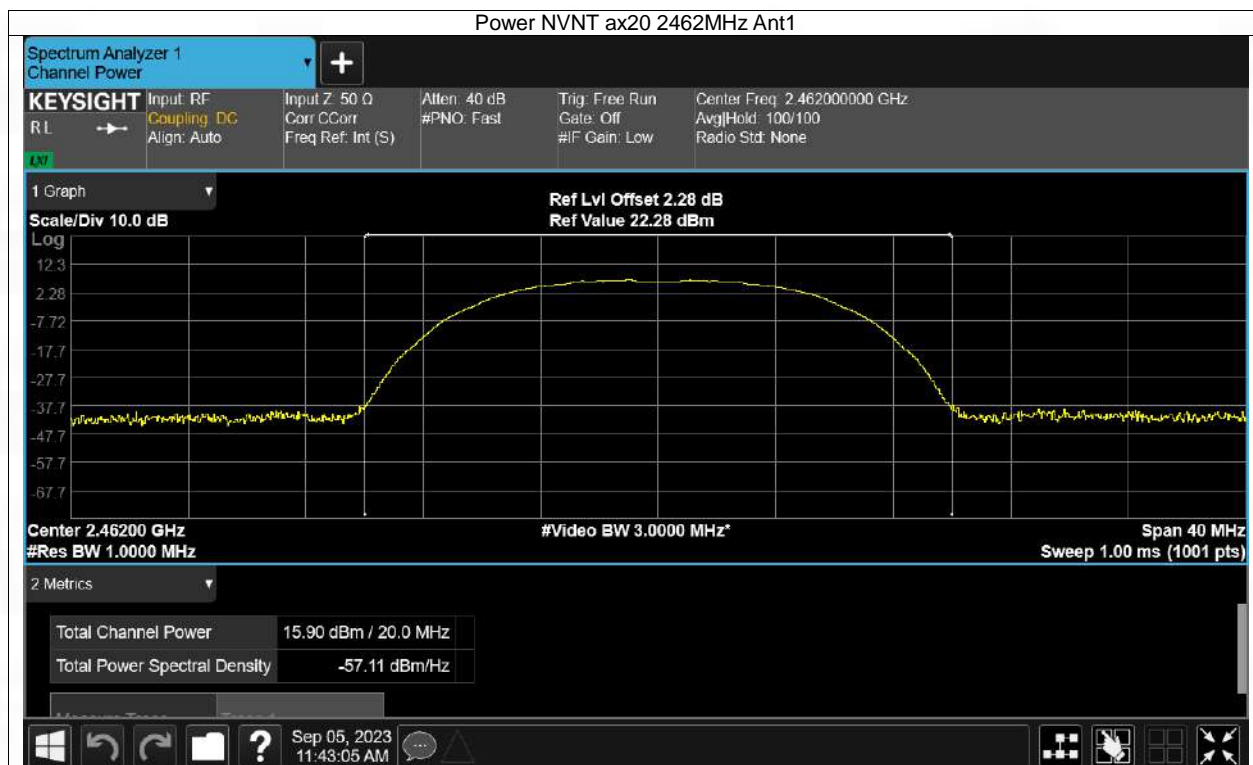 Power NVNT ax20 2462MHz Ant1
Spectrum Analyzer 1
Channel Power
KEYSIGHT
RL
LXI
Input: RF
Coupling: DC
Align: Auto
Input Z: 50 Ω
Corr CCorr
Freq Ref: Int (S)
Atten: 40 dB
#PNO: Fast
Trig: Free Run
Gate: Off
#IF Gain: Low
Center Freq: 2.462000000 GHz
Avg|Hold: 100/100
Radio Std: None
1 Graph
Scale/Div 10.0 dB
Ref Lvl Offset 2.28 dB
Ref Value 22.28 dBm
Log
12.3
2.28
-7.72
-17.7
-27.7
-37.7
-47.7
-57.7
-67.7
Center 2.46200 GHz
#Res BW 1.0000 MHz
#Video BW 3.0000 MHz*
Span 40 MHz
Sweep 1.00 ms (1001 pts)
2 Metrics
Total Channel Power 15.90 dBm / 20.0 MHz
Total Power Spectral Density -57.11 dBm/Hz
Sep 05, 2023
11:43:05 AM